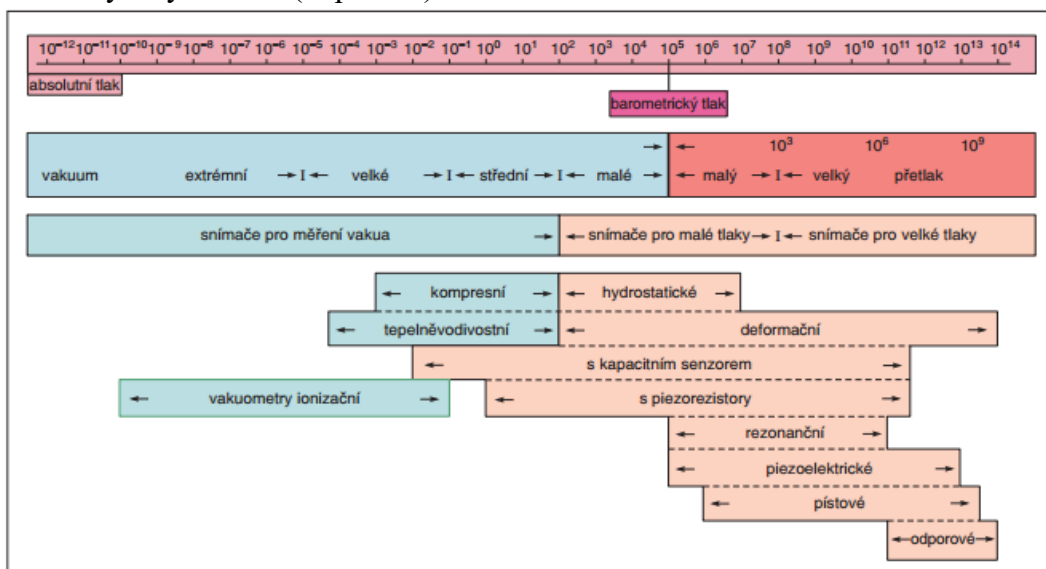 10⁻¹² 10⁻¹¹ 10⁻¹⁰ 10⁻⁹ 10⁻⁸ 10⁻⁷ 10⁻⁶ 10⁻⁵ 10⁻⁴ 10⁻³ 10⁻² 10⁻¹ 10⁰ 10¹ 10² 10³ 10⁴ 10⁵ 10⁶ 10⁷ 10⁸ 10⁹ 10¹⁰ 10¹¹ 10¹² 10¹³ 10¹⁴
absolutní tlak
barometrický tlak
→ ← 10³ 10⁶ 10⁹
vakuum extrémní → I ← velké → I ← střední → I ← malé → ← malý → I ← velký přetlak
snímače pro měření vakua → ← snímače pro malé tlaky → I ← snímače pro velké tlaky
← kompresní → ← hydrostatické →
← tepelněvodivostní → ← deformační →
← s kapacitním senzorem →
← vakuometry ionizační → ← s piezorezistory →
← rezonanční →
← piezoelektrické →
← pístové →
← odporové →